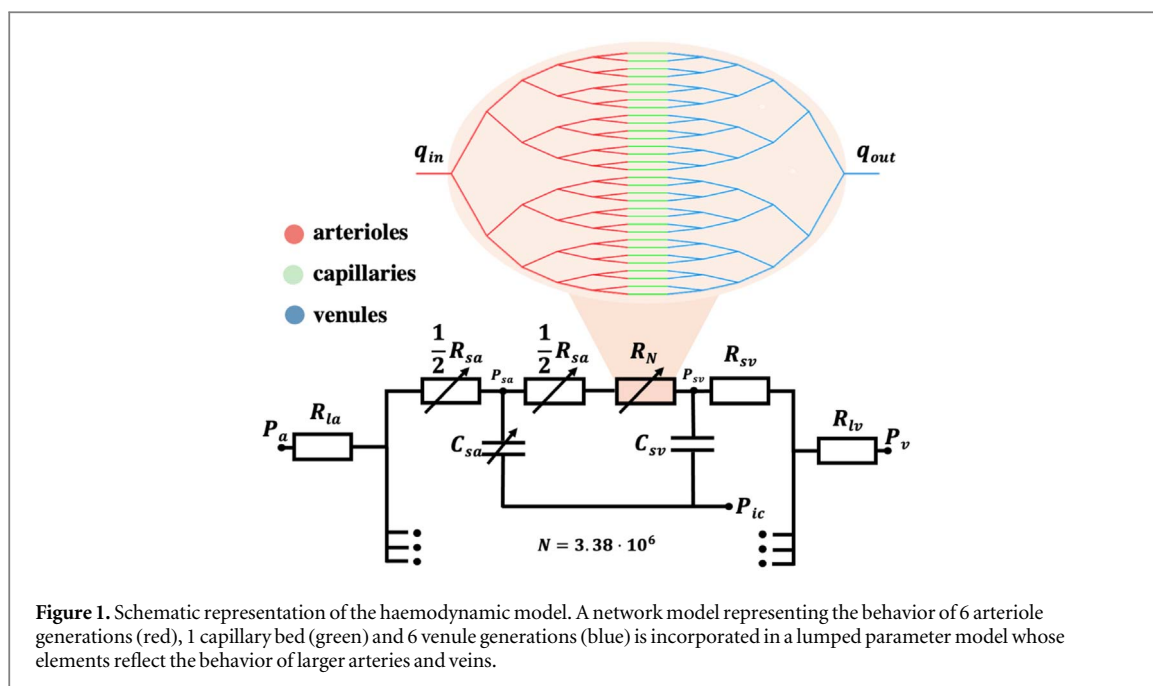 q_in
q_out
arterioles
capillaries
venules
1/2 R_sa
1/2 R_sa
R_N
R_sv
P_sa
P_sv
P_a
R_la
C_sa
C_sv
R_lv
P_v
P_ic
N = 3.38 · 10^6
Figure 1. Schematic representation of the haemodynamic model. A network model representing the behavior of 6 arteriole
generations (red), 1 capillary bed (green) and 6 venule generations (blue) is incorporated in a lumped parameter model whose
elements reflect the behavior of larger arteries and veins.